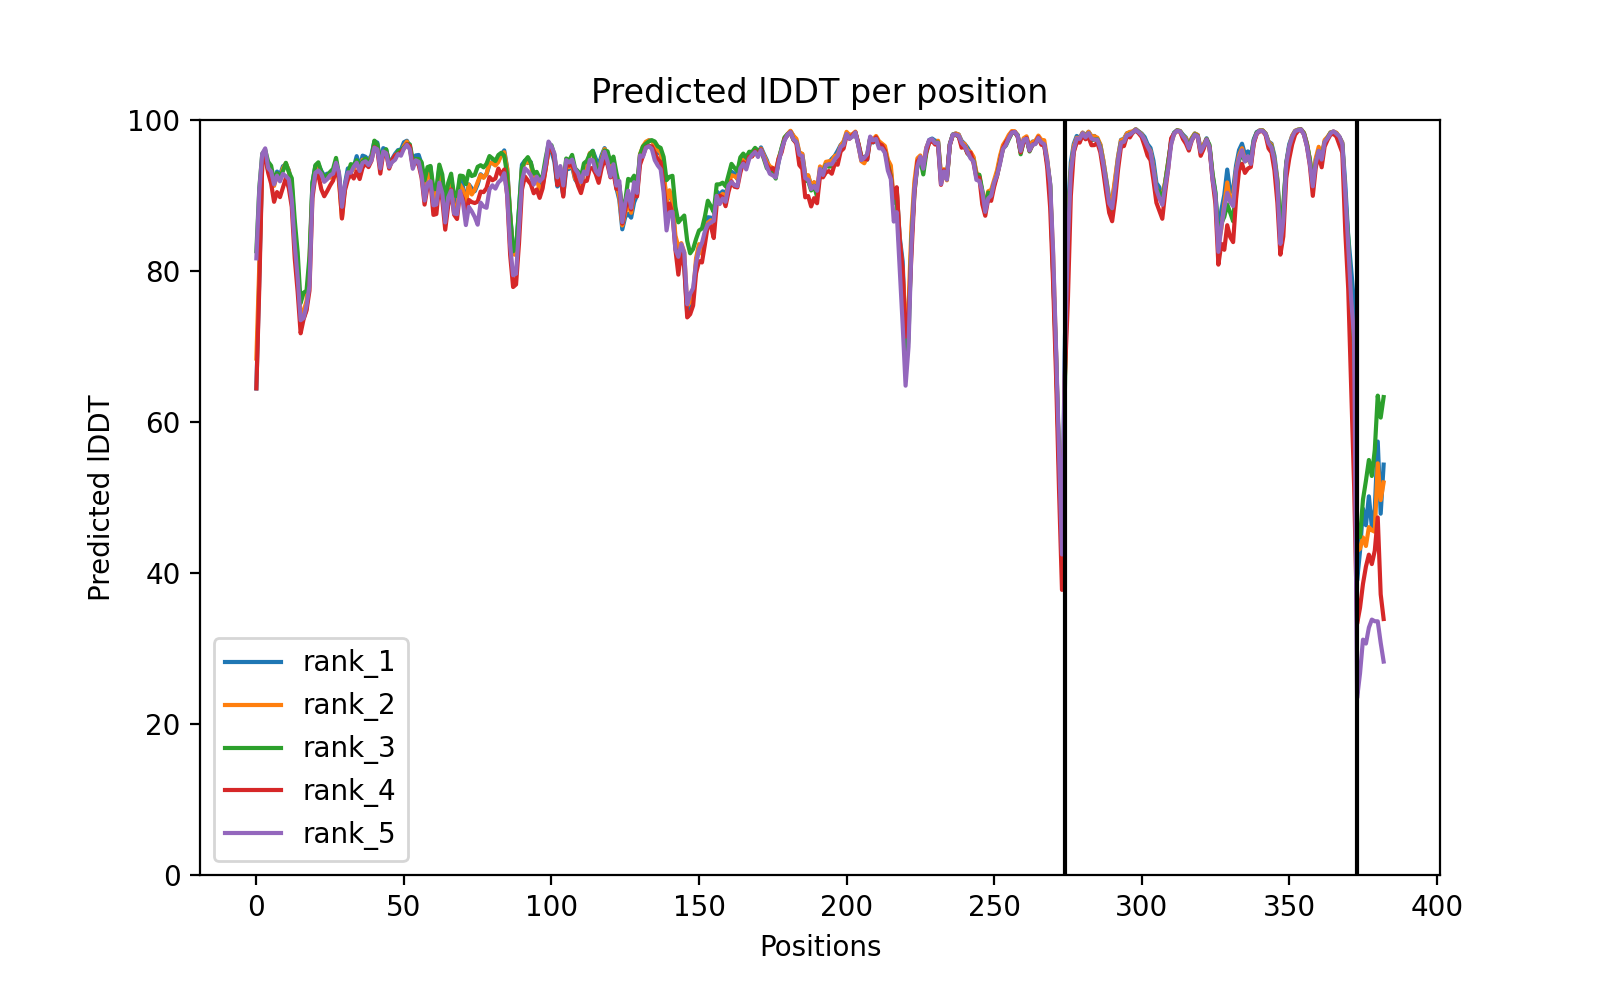 Predicted lDDT per position
100
80
60
40
20
0
Predicted lDDT
rank_1
rank_2
rank_3
rank_4
rank_5
0 50 100 150 200 250 300 350 400
Positions